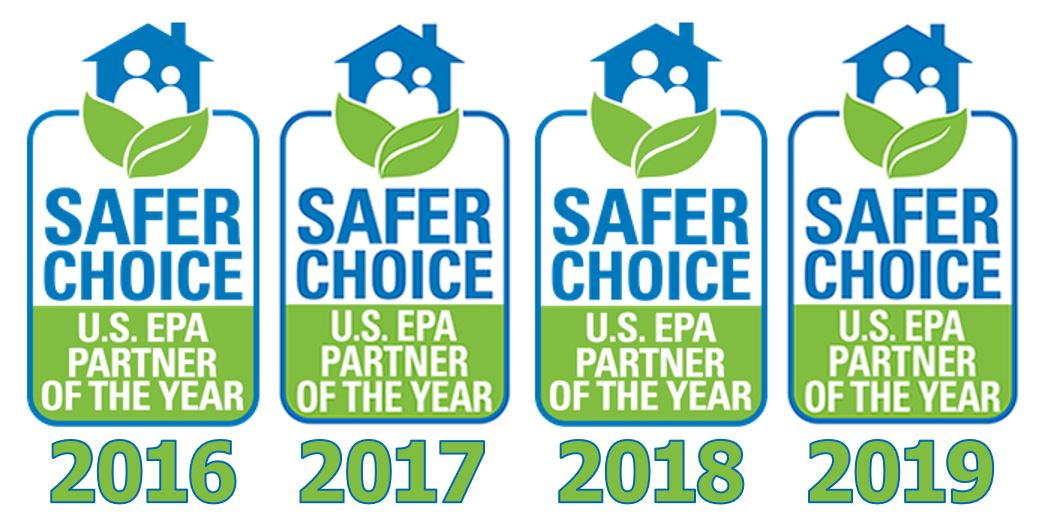 SAFER
CHOICE
U.S. EPA
PARTNER
OF THE YEAR
2016
SAFER
CHOICE
U.S. EPA
PARTNER
OF THE YEAR
2017
SAFER
CHOICE
U.S. EPA
PARTNER
OF THE YEAR
2018
SAFER
CHOICE
U.S. EPA
PARTNER
OF THE YEAR
2019